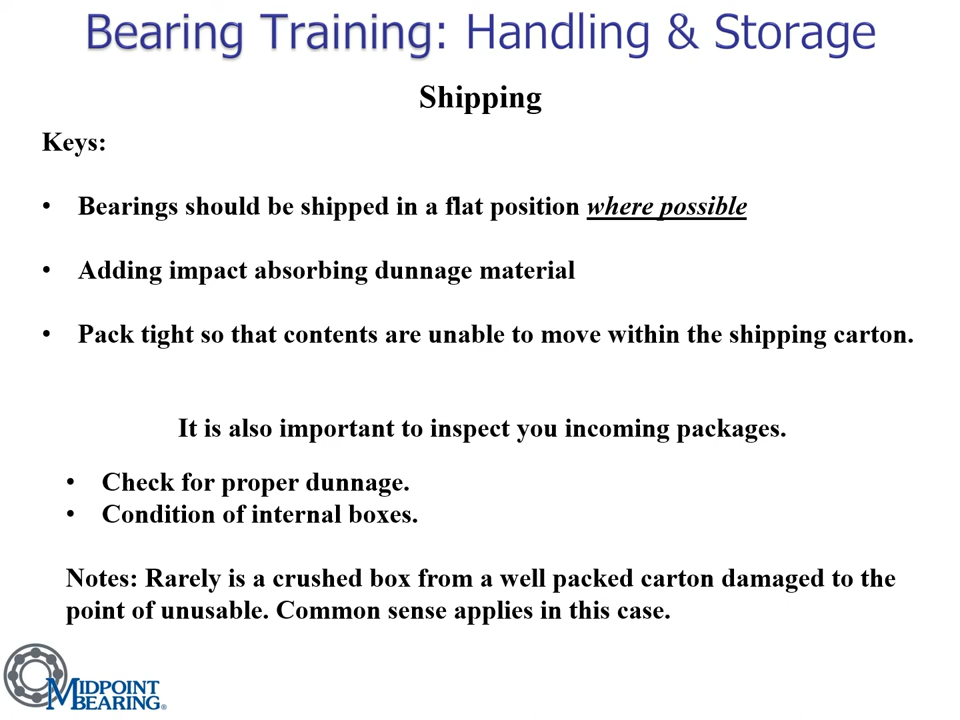 Bearing Training: Handling & Storage
Shipping
Keys:
• Bearings should be shipped in a flat position where possible
• Adding impact absorbing dunnage material
• Pack tight so that contents are unable to move within the shipping carton.
It is also important to inspect you incoming packages.
• Check for proper dunnage.
• Condition of internal boxes.
Notes: Rarely is a crushed box from a well packed carton damaged to the
point of unusable. Common sense applies in this case.
MIDPOINT
BEARING®